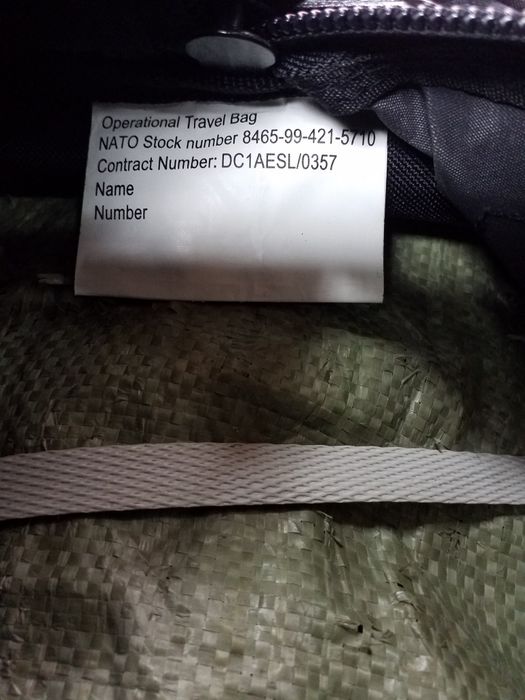 Operational Travel Bag
NATO Stock number 8465-99-421-5710
Contract Number: DC1AESL/0357
Name
Number